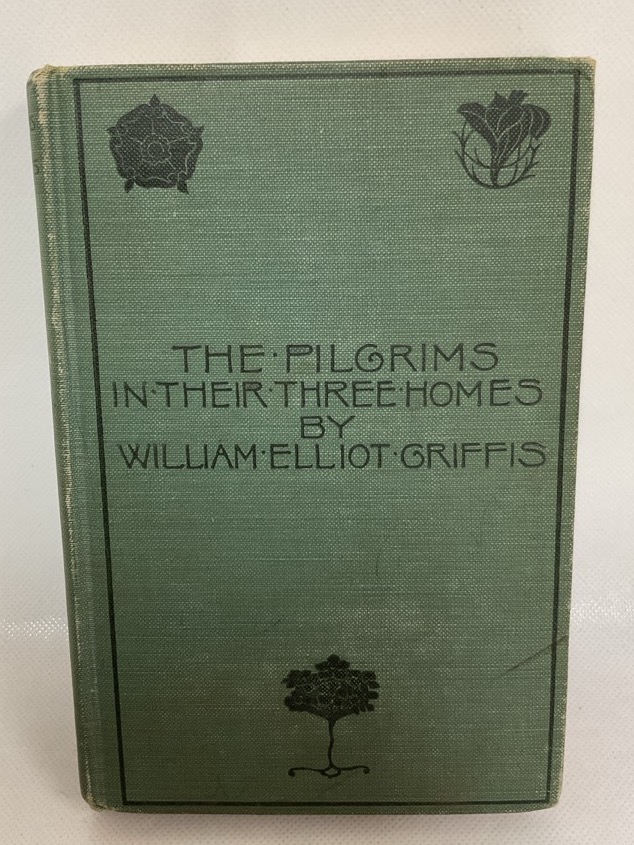 THE·PILGRIMS
IN·THEIR·THREE·HOMES
BY
WILLIAM·ELLIOT·GRIFFIS